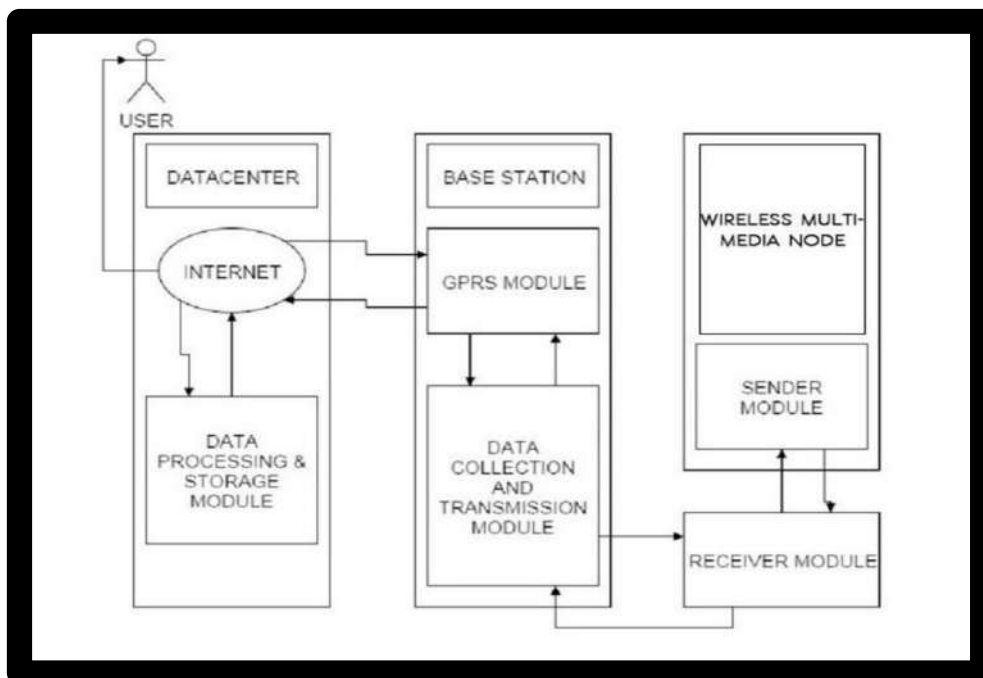 USER
DATACENTER
INTERNET
DATA
PROCESSING &
STORAGE
MODULE
BASE STATION
GPRS MODULE
DATA
COLLECTION
AND
TRANSMISSION
MODULE
WIRELESS MULTI-
MEDIA NODE
SENDER
MODULE
RECEIVER MODULE